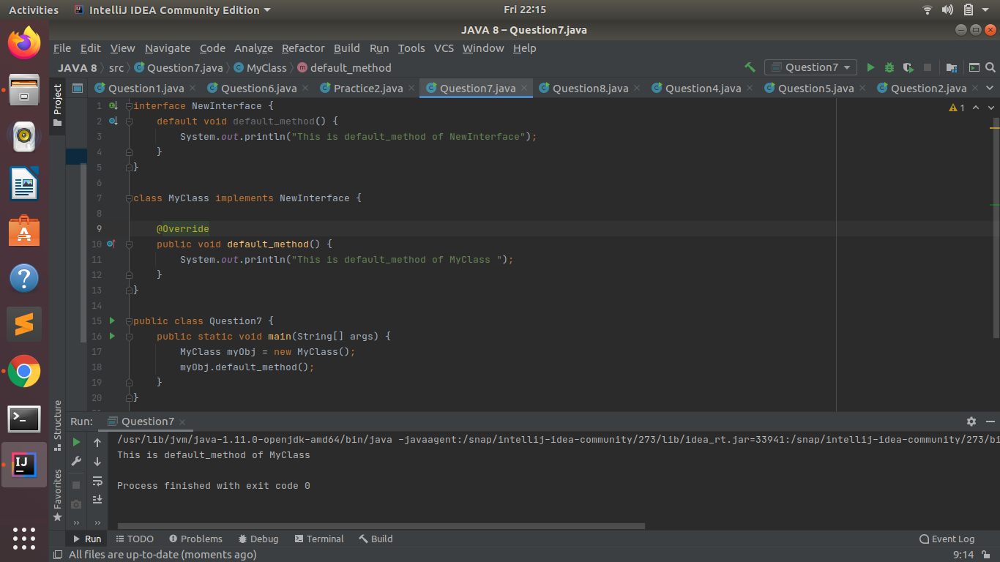 Activities IntelliJ IDEA Community Edition Fri 22:15
JAVA 8 – Question7.java
File Edit View Navigate Code Analyze Refactor Build Run Tools VCS Window Help
JAVA 8 src Question7.java MyClass default_method Question7
Question1.java Question6.java Practice2.java Question7.java Question8.java Question4.java Question5.java Question2.java
Project
1 interface NewInterface { 1
2 default void default_method() {
3 System.out.println("This is default_method of NewInterface");
4 }
5 }
6
7 class MyClass implements NewInterface {
8
9 @Override
10 public void default_method() {
11 System.out.println("This is default_method of MyClass ");
12 }
13 }
14
15 public class Question7 {
16 public static void main(String[] args) {
17 MyClass myObj = new MyClass();
18 myObj.default_method();
19 }
20 }
Structure
Favorites
Run: Question7
/usr/lib/jvm/java-1.11.0-openjdk-amd64/bin/java -javaagent:/snap/intellij-idea-community/273/lib/idea_rt.jar=33941:/snap/intellij-idea-community/273/bi
This is default_method of MyClass
Process finished with exit code 0
Run TODO Problems Debug Terminal Build Event Log
All files are up-to-date (moments ago) 9:14